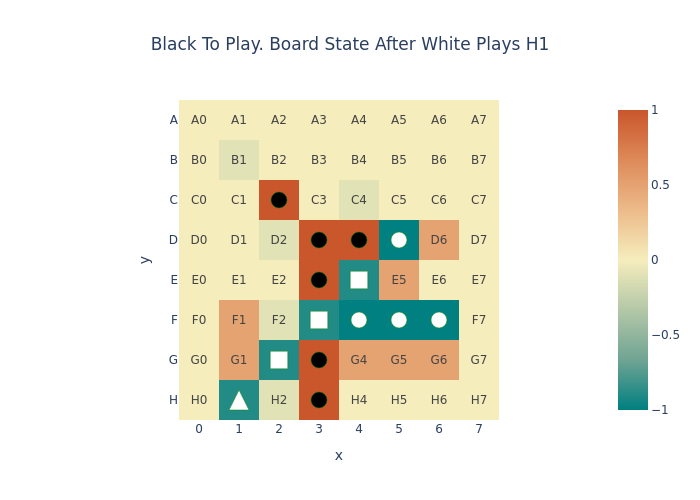 Black To Play. Board State After White Plays H1
A A0 A1 A2 A3 A4 A5 A6 A7
B B0 B1 B2 B3 B4 B5 B6 B7
C C0 C1 C3 C4 C5 C6 C7
D D0 D1 D2 D6 D7
E E0 E1 E2 E5 E6 E7
F F0 F1 F2 F7
G G0 G1 G4 G5 G6 G7
H H0 H2 H4 H5 H6 H7
0 1 2 3 4 5 6 7
x
y
1
0.5
0
−0.5
−1